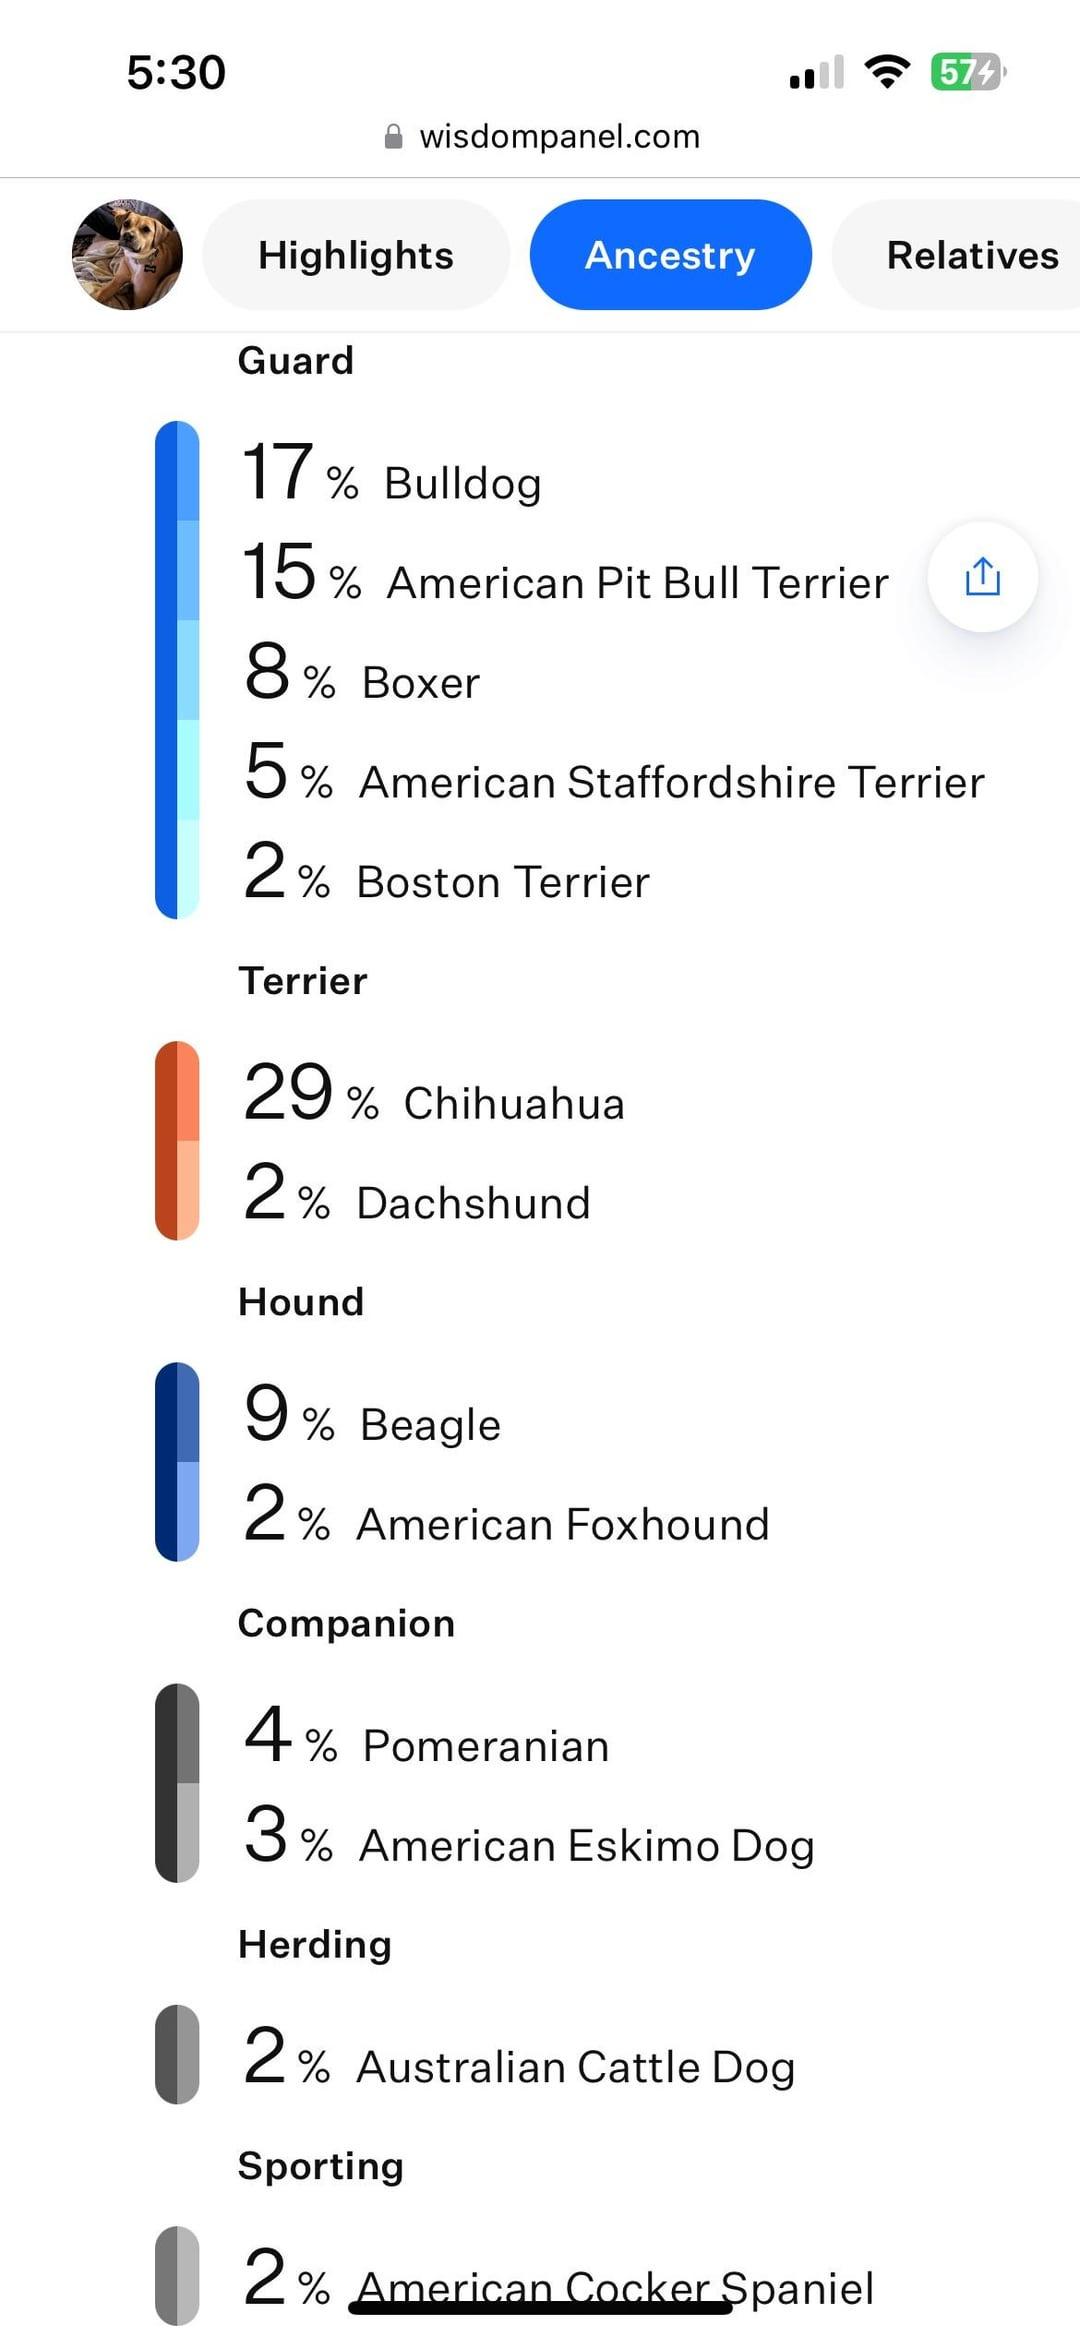 5:30
57
wisdompanel.com
Highlights
Ancestry
Relatives
Guard
17 % Bulldog
15 % American Pit Bull Terrier
8 % Boxer
5 % American Staffordshire Terrier
2 % Boston Terrier
Terrier
29 % Chihuahua
2 % Dachshund
Hound
9 % Beagle
2 % American Foxhound
Companion
4 % Pomeranian
3 % American Eskimo Dog
Herding
2 % Australian Cattle Dog
Sporting
2 % American Cocker Spaniel